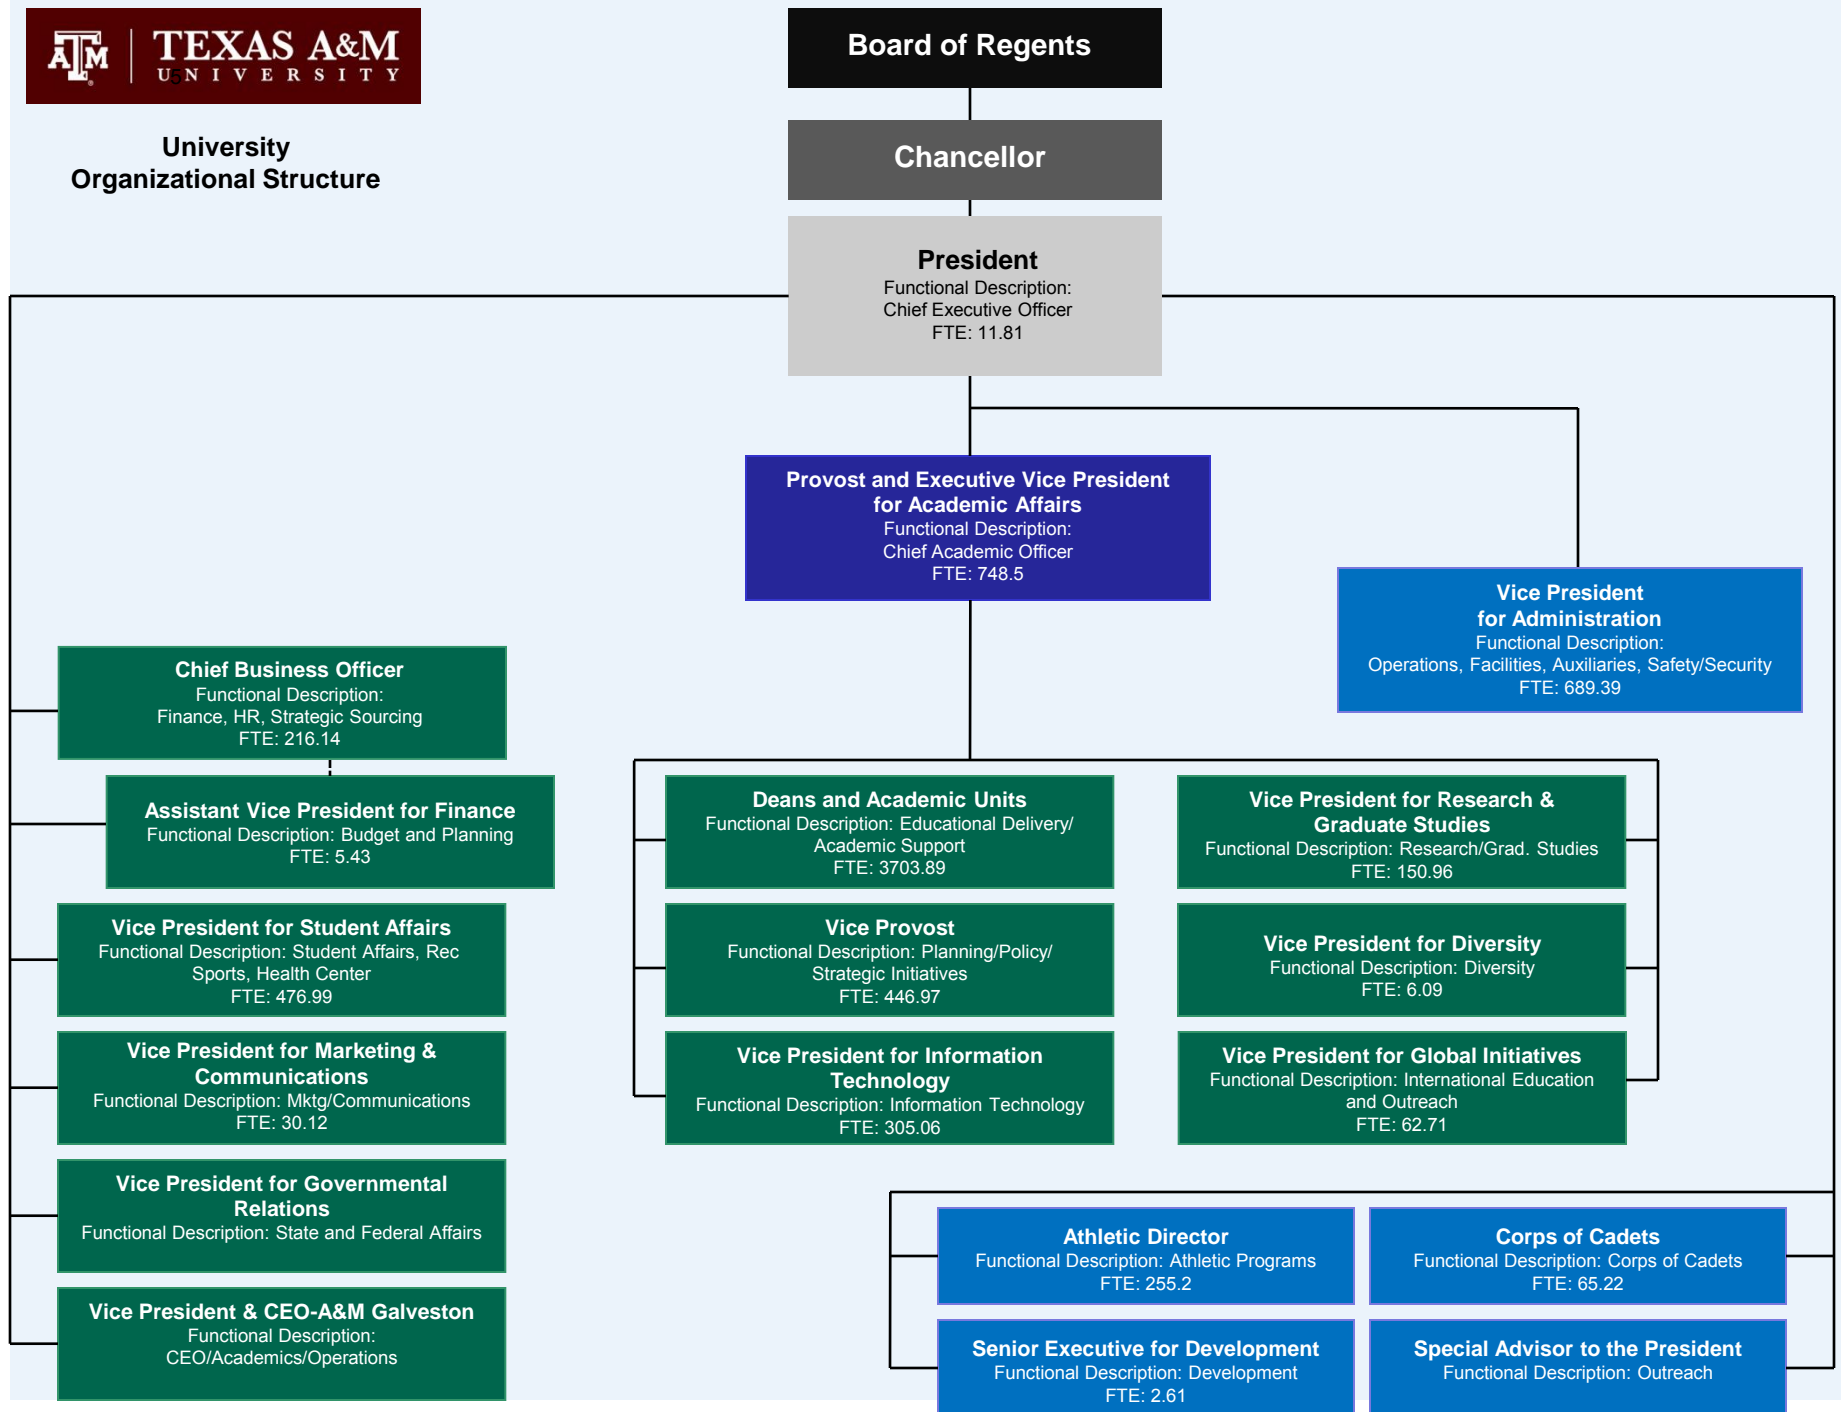 TEXAS A&M
UNIVERSITY
5
University
Organizational Structure
Board of Regents
Chancellor
President
Functional Description:
Chief Executive Officer
FTE: 11.81
Provost and Executive Vice President
for Academic Affairs
Functional Description:
Chief Academic Officer
FTE: 748.5
Vice President
for Administration
Functional Description:
Operations, Facilities, Auxiliaries, Safety/Security
FTE: 689.39
Chief Business Officer
Functional Description:
Finance, HR, Strategic Sourcing
FTE: 216.14
Assistant Vice President for Finance
Functional Description: Budget and Planning
FTE: 5.43
Vice President for Student Affairs
Functional Description: Student Affairs, Rec
Sports, Health Center
FTE: 476.99
Vice President for Marketing &
Communications
Functional Description: Mktg/Communications
FTE: 30.12
Vice President for Governmental
Relations
Functional Description: State and Federal Affairs
Vice President & CEO-A&M Galveston
Functional Description:
CEO/Academics/Operations
Deans and Academic Units
Functional Description: Educational Delivery/
Academic Support
FTE: 3703.89
Vice Provost
Functional Description: Planning/Policy/
Strategic Initiatives
FTE: 446.97
Vice President for Information
Technology
Functional Description: Information Technology
FTE: 305.06
Vice President for Research &
Graduate Studies
Functional Description: Research/Grad. Studies
FTE: 150.96
Vice President for Diversity
Functional Description: Diversity
FTE: 6.09
Vice President for Global Initiatives
Functional Description: International Education
and Outreach
FTE: 62.71
Athletic Director
Functional Description: Athletic Programs
FTE: 255.2
Corps of Cadets
Functional Description: Corps of Cadets
FTE: 65.22
Senior Executive for Development
Functional Description: Development
FTE: 2.61
Special Advisor to the President
Functional Description: Outreach